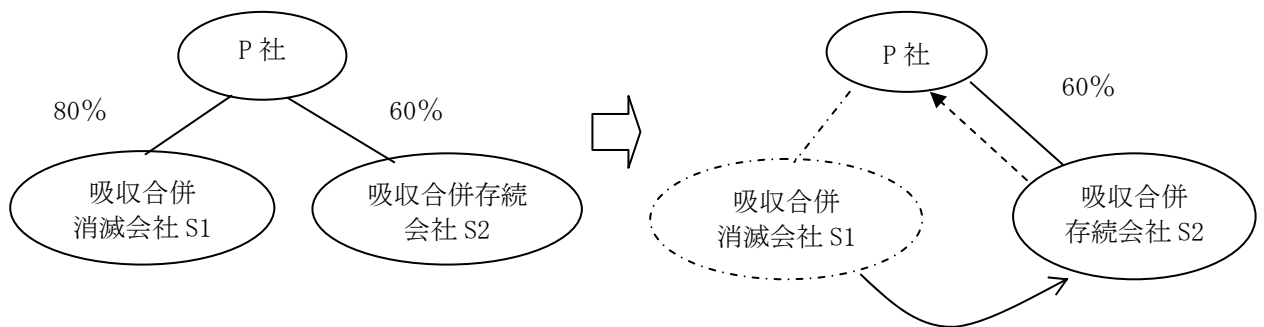 P 社
80%
60%
吸収合併
消滅会社 S1
吸収合併存続
会社 S2
P 社
60%
吸収合併
消滅会社 S1
吸収合併
存続会社 S2